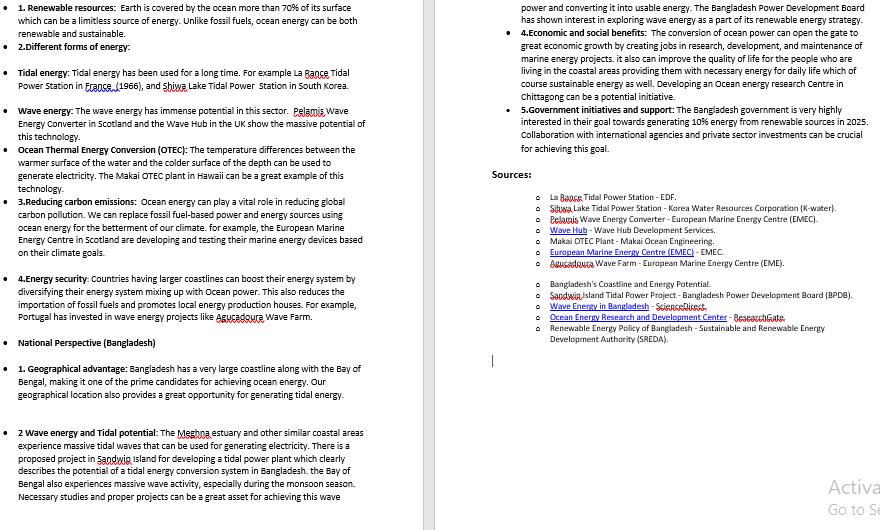 1. Renewable resources: Earth is covered by the ocean more than 70% of its surface
which can be a limitless source of energy. Unlike fossil fuels, ocean energy can be both
renewable and sustainable.
2.Different forms of energy:
Tidal energy: Tidal energy has been used for a long time. For example La Rance Tidal
Power Station in France (1966), and Shiwa Lake Tidal Power Station in South Korea.
Wave energy: The wave energy has immense potential in this sector. Pelamis Wave
Energy Converter in Scotland and the Wave Hub in the UK show the massive potential of
this technology.
Ocean Thermal Energy Conversion (OTEC): The temperature differences between the
warmer surface of the water and the colder surface of the depth can be used to
generate electricity. The Makai OTEC plant in Hawaii can be a great example of this
technology.
3.Reducing carbon emissions: Ocean energy can play a vital role in reducing global
carbon pollution. We can replace fossil fuel-based power and energy sources using
ocean energy for the betterment of our climate. for example, the European Marine
Energy Centre in Scotland are developing and testing their marine energy devices based
on their climate goals.
4.Energy security: Countries having larger coastlines can boost their energy system by
diversifying their energy system mixing up with Ocean power. This also reduces the
importation of fossil fuels and promotes local energy production houses. For example,
Portugal has invested in wave energy projects like Agucadoura Wave Farm.
National Perspective (Bangladesh)
1. Geographical advantage: Bangladesh has a very large coastline along with the Bay of
Bengal, making it one of the prime candidates for achieving ocean energy. Our
geographical location also provides a great opportunity for generating tidal energy.
2 Wave energy and Tidal potential: The Meghna estuary and other similar coastal areas
experience massive tidal waves that can be used for generating electricity. There is a
proposed project in Sandwip Island for developing a tidal power plant which clearly
describes the potential of a tidal energy conversion system in Bangladesh. the Bay of
Bengal also experiences massive wave activity, especially during the monsoon season.
Necessary studies and proper projects can be a great asset for achieving this wave
power and converting it into usable energy. The Bangladesh Power Development Board
has shown interest in exploring wave energy as a part of its renewable energy strategy.
4.Economic and social benefits: The conversion of ocean power can open the gate to
great economic growth by creating jobs in research, development, and maintenance of
marine energy projects. it also can improve the quality of life for the people who are
living in the coastal areas providing them with necessary energy for daily life which of
course sustainable energy as well. Developing an Ocean energy research Centre in
Chittagong can be a potential initiative.
5.Government initiatives and support: The Bangladesh government is very highly
interested in their goal towards generating 10% energy from renewable sources in 2025.
Collaboration with international agencies and private sector investments can be crucial
for achieving this goal.
Sources:
La Rance Tidal Power Station - EDF.
Sihwa Lake Tidal Power Station - Korea Water Resources Corporation (K-water).
Pelamis Wave Energy Converter - European Marine Energy Centre (EMEC).
Wave Hub - Wave Hub Development Services.
Makai OTEC Plant - Makai Ocean Engineering.
European Marine Energy Centre (EMEC) - EMEC.
Agucadoura Wave Farm - European Marine Energy Centre (EME).
Bangladesh's Coastline and Energy Potential.
Sandwip Island Tidal Power Project - Bangladesh Power Development Board (BPDB).
Wave Energy in Bangladesh - ScienceDirect.
Ocean Energy Research and Development Center - ResearchGate.
Renewable Energy Policy of Bangladesh - Sustainable and Renewable Energy
Development Authority (SREDA).
Activa
Go to Se